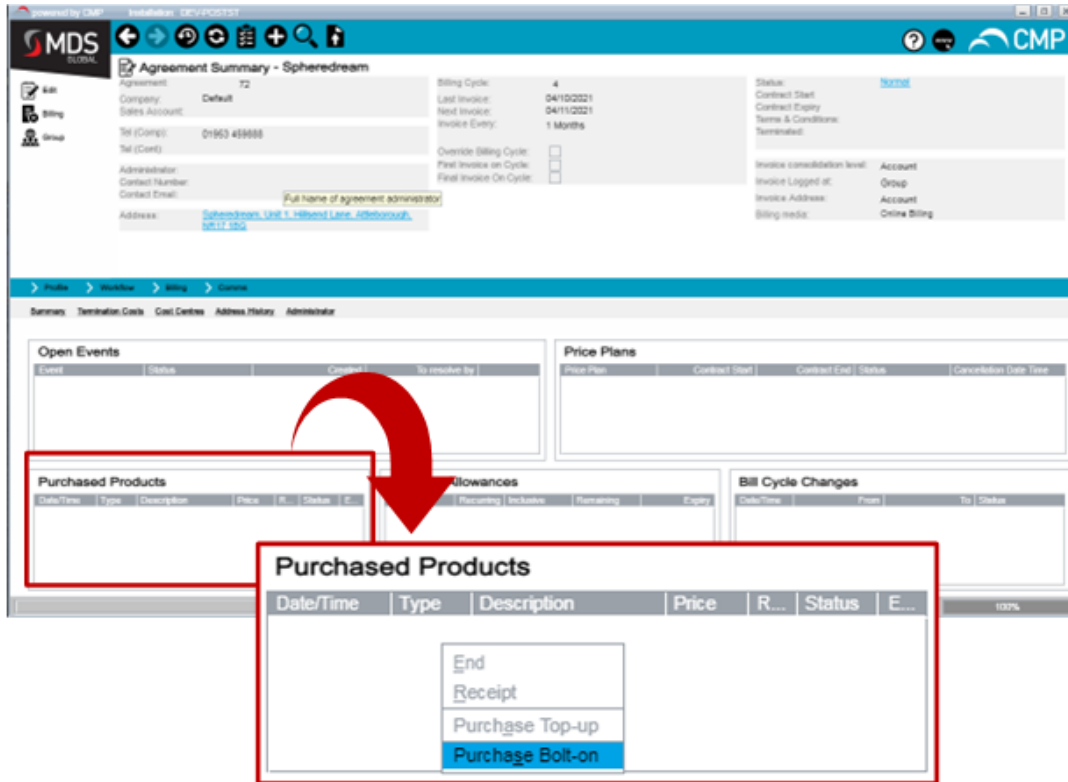 powered by CMP Installation: DEV-POSTST
MDS
GLOBAL
CMP
Agreement Summary - Spheredream
Edit
Billing
Group
Agreement: 72
Company: Default
Sales Account:
Tel (Comp): 01953 459888
Tel (Cont):
Administrator:
Contact Number:
Contact Email:
Full Name of agreement administrator
Address: Spheredream, Unit 1, Hillsend Lane, Attleborough,
NR17
Billing Cycle: 4
Last Invoice: 04/10/2021
Next Invoice: 04/11/2021
Invoice Every: 1 Months
Override Billing Cycle:
First Invoice on Cycle:
Final Invoice On Cycle:
Status: Normal
Contract Start
Contract Expiry
Terms & Conditions:
Terminated:
Invoice consolidation level: Account
Invoice Logged at: Group
Invoice Address: Account
Billing media: Online Billing
Profile Workflow Billing Comms
Summary Termination Costs Cost Centres Address History Administrator
Open Events
Event Status Created To resolve by
Price Plans
Price Plan Contract Start Contract End Status Cancellation Date Time
Purchased Products
Date/Time Type Description Price R... Status E...
Allowances
Recurring Inclusive Remaining Expiry
Bill Cycle Changes
Date/Time From To Status
100%
Purchased Products
Date/Time Type Description Price R... Status E...
End
Receipt
Purchase Top-up
Purchase Bolt-on